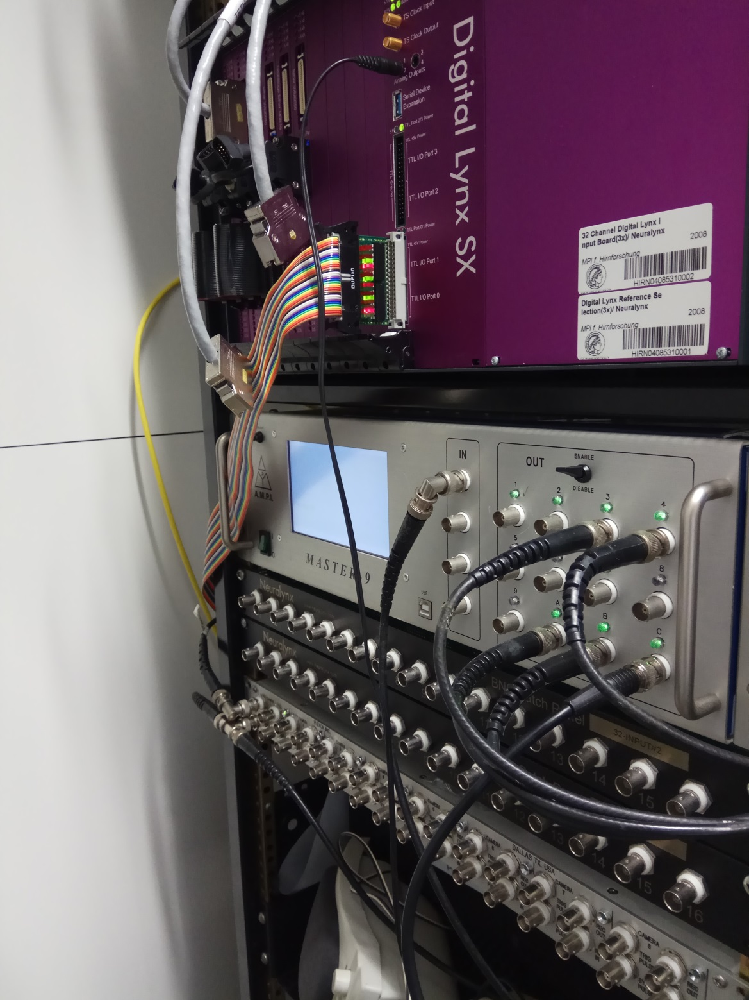 TS Clock Input
TS Clock Output
1
3
2
4
Analog Outputs
Serial Device
Expansion
TTL Port 2/3 Power
TTL +5V Power
TTL I/O Port 3
TTL Ground
TTL I/O Port 2
TTL Port 0/1 Power
TTL +5V Power
TTL I/O Port 1
TTL I/O Port 0
Digital Lynx SX
32 Channel Digital Lynx I
nput Board(3x)/ Neuralynx
2008
MPI f. Hirnforschung
HIRN04085310002
Digital Lynx Reference Se
lection(3x)/ Neuralynx
2008
MPI f. Hirnforschung
HIRN04085310001
A.M.P.I.
MASTER-9
USB
IN
OUT
ENABLE
DISABLE
1
2
3
4
5
8
9
A
B
C
Neuralynx
BNC Patch Panel
32-INPUT#2
13
14
15
Neuralynx
12
13
14
15
16
DALLAS TX, USA
CAMERA
6
CAMERA
7
CAMERA
8
TRIG
PULSE
RED
OUT